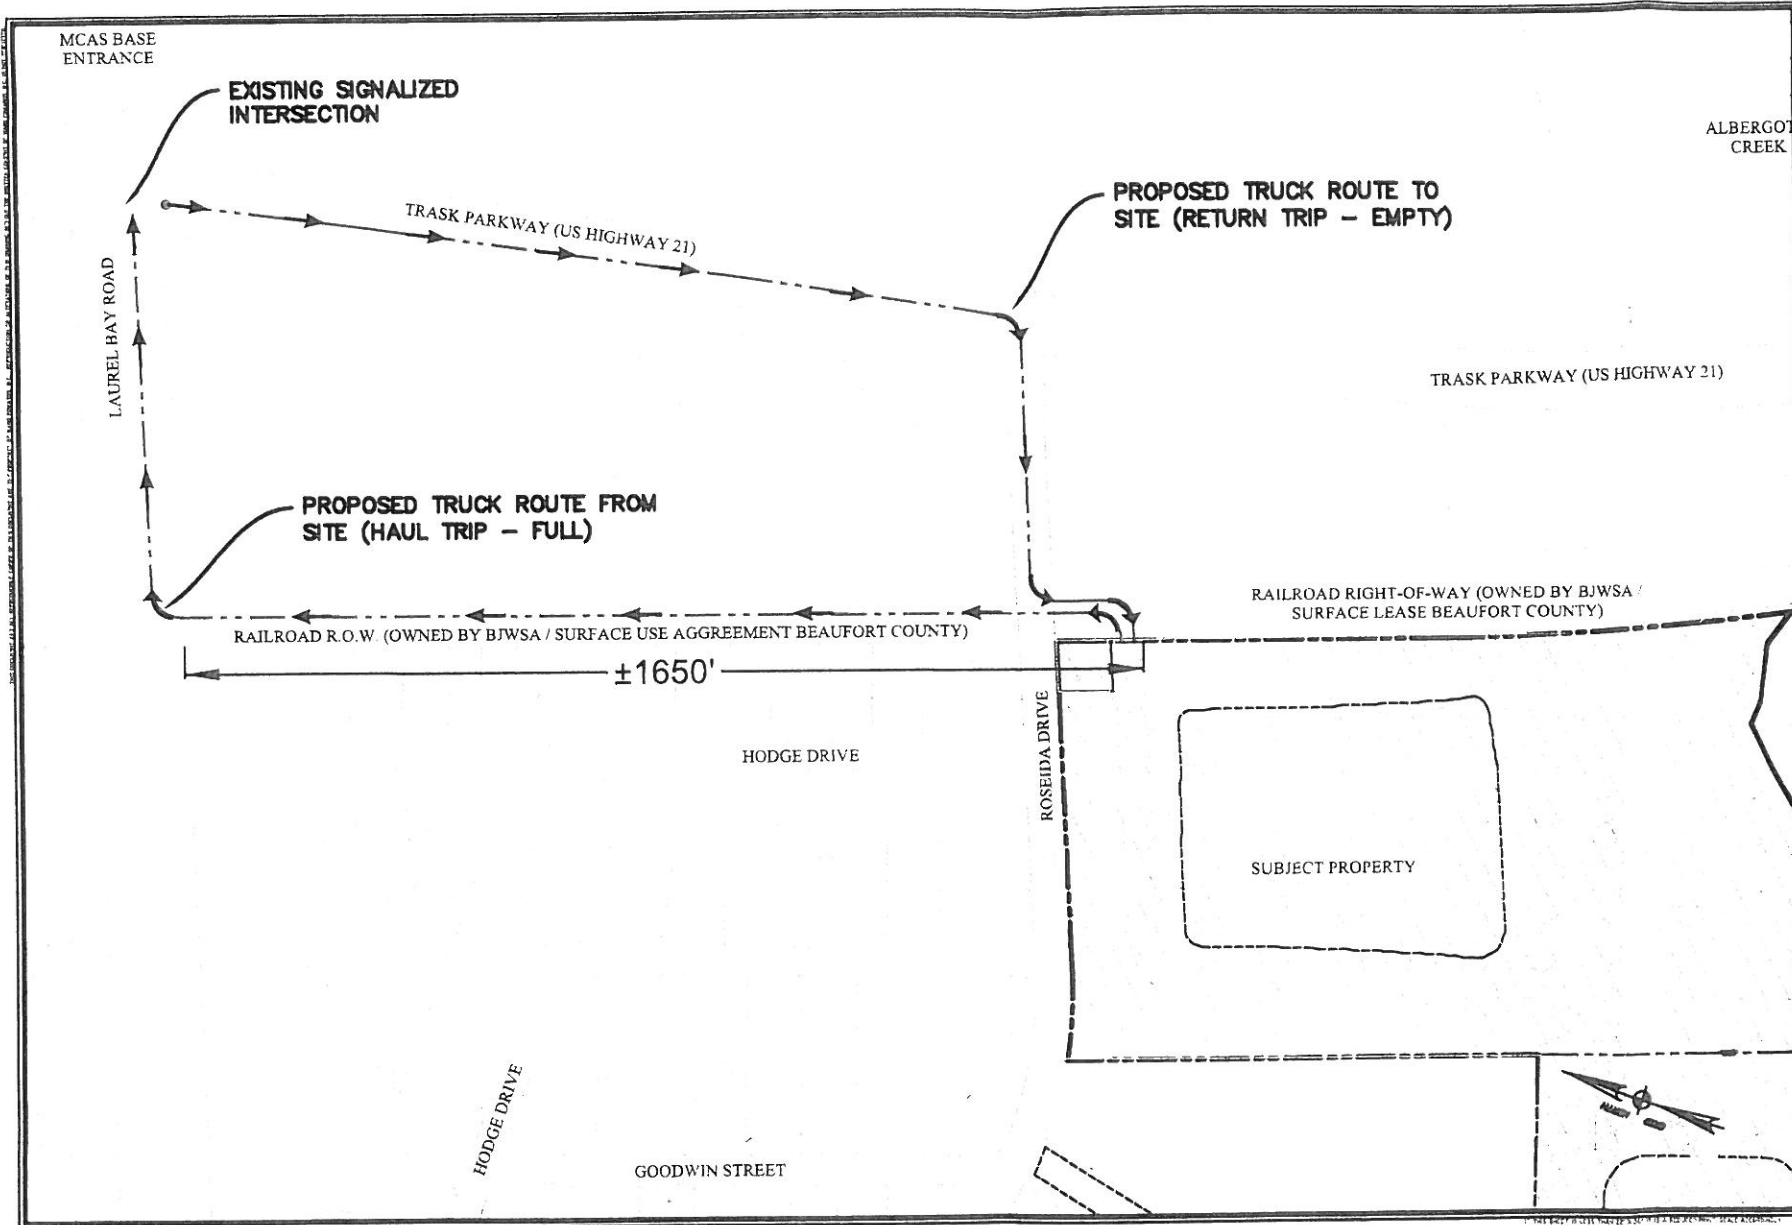 MCAS BASE
ENTRANCE
EXISTING SIGNALIZED
INTERSECTION
ALBERGOT
CREEK
PROPOSED TRUCK ROUTE TO
SITE (RETURN TRIP - EMPTY)
TRASK PARKWAY (US HIGHWAY 21)
LAUREL BAY ROAD
TRASK PARKWAY (US HIGHWAY 21)
PROPOSED TRUCK ROUTE FROM
SITE (HAUL TRIP - FULL)
RAILROAD RIGHT-OF-WAY (OWNED BY BJWSA /
SURFACE LEASE BEAUFORT COUNTY)
RAILROAD R.O.W. (OWNED BY BJWSA / SURFACE USE AGGREEMENT BEAUFORT COUNTY)
±1650'
ROSEIDA DRIVE
HODGE DRIVE
SUBJECT PROPERTY
HODGE DRIVE
GOODWIN STREET